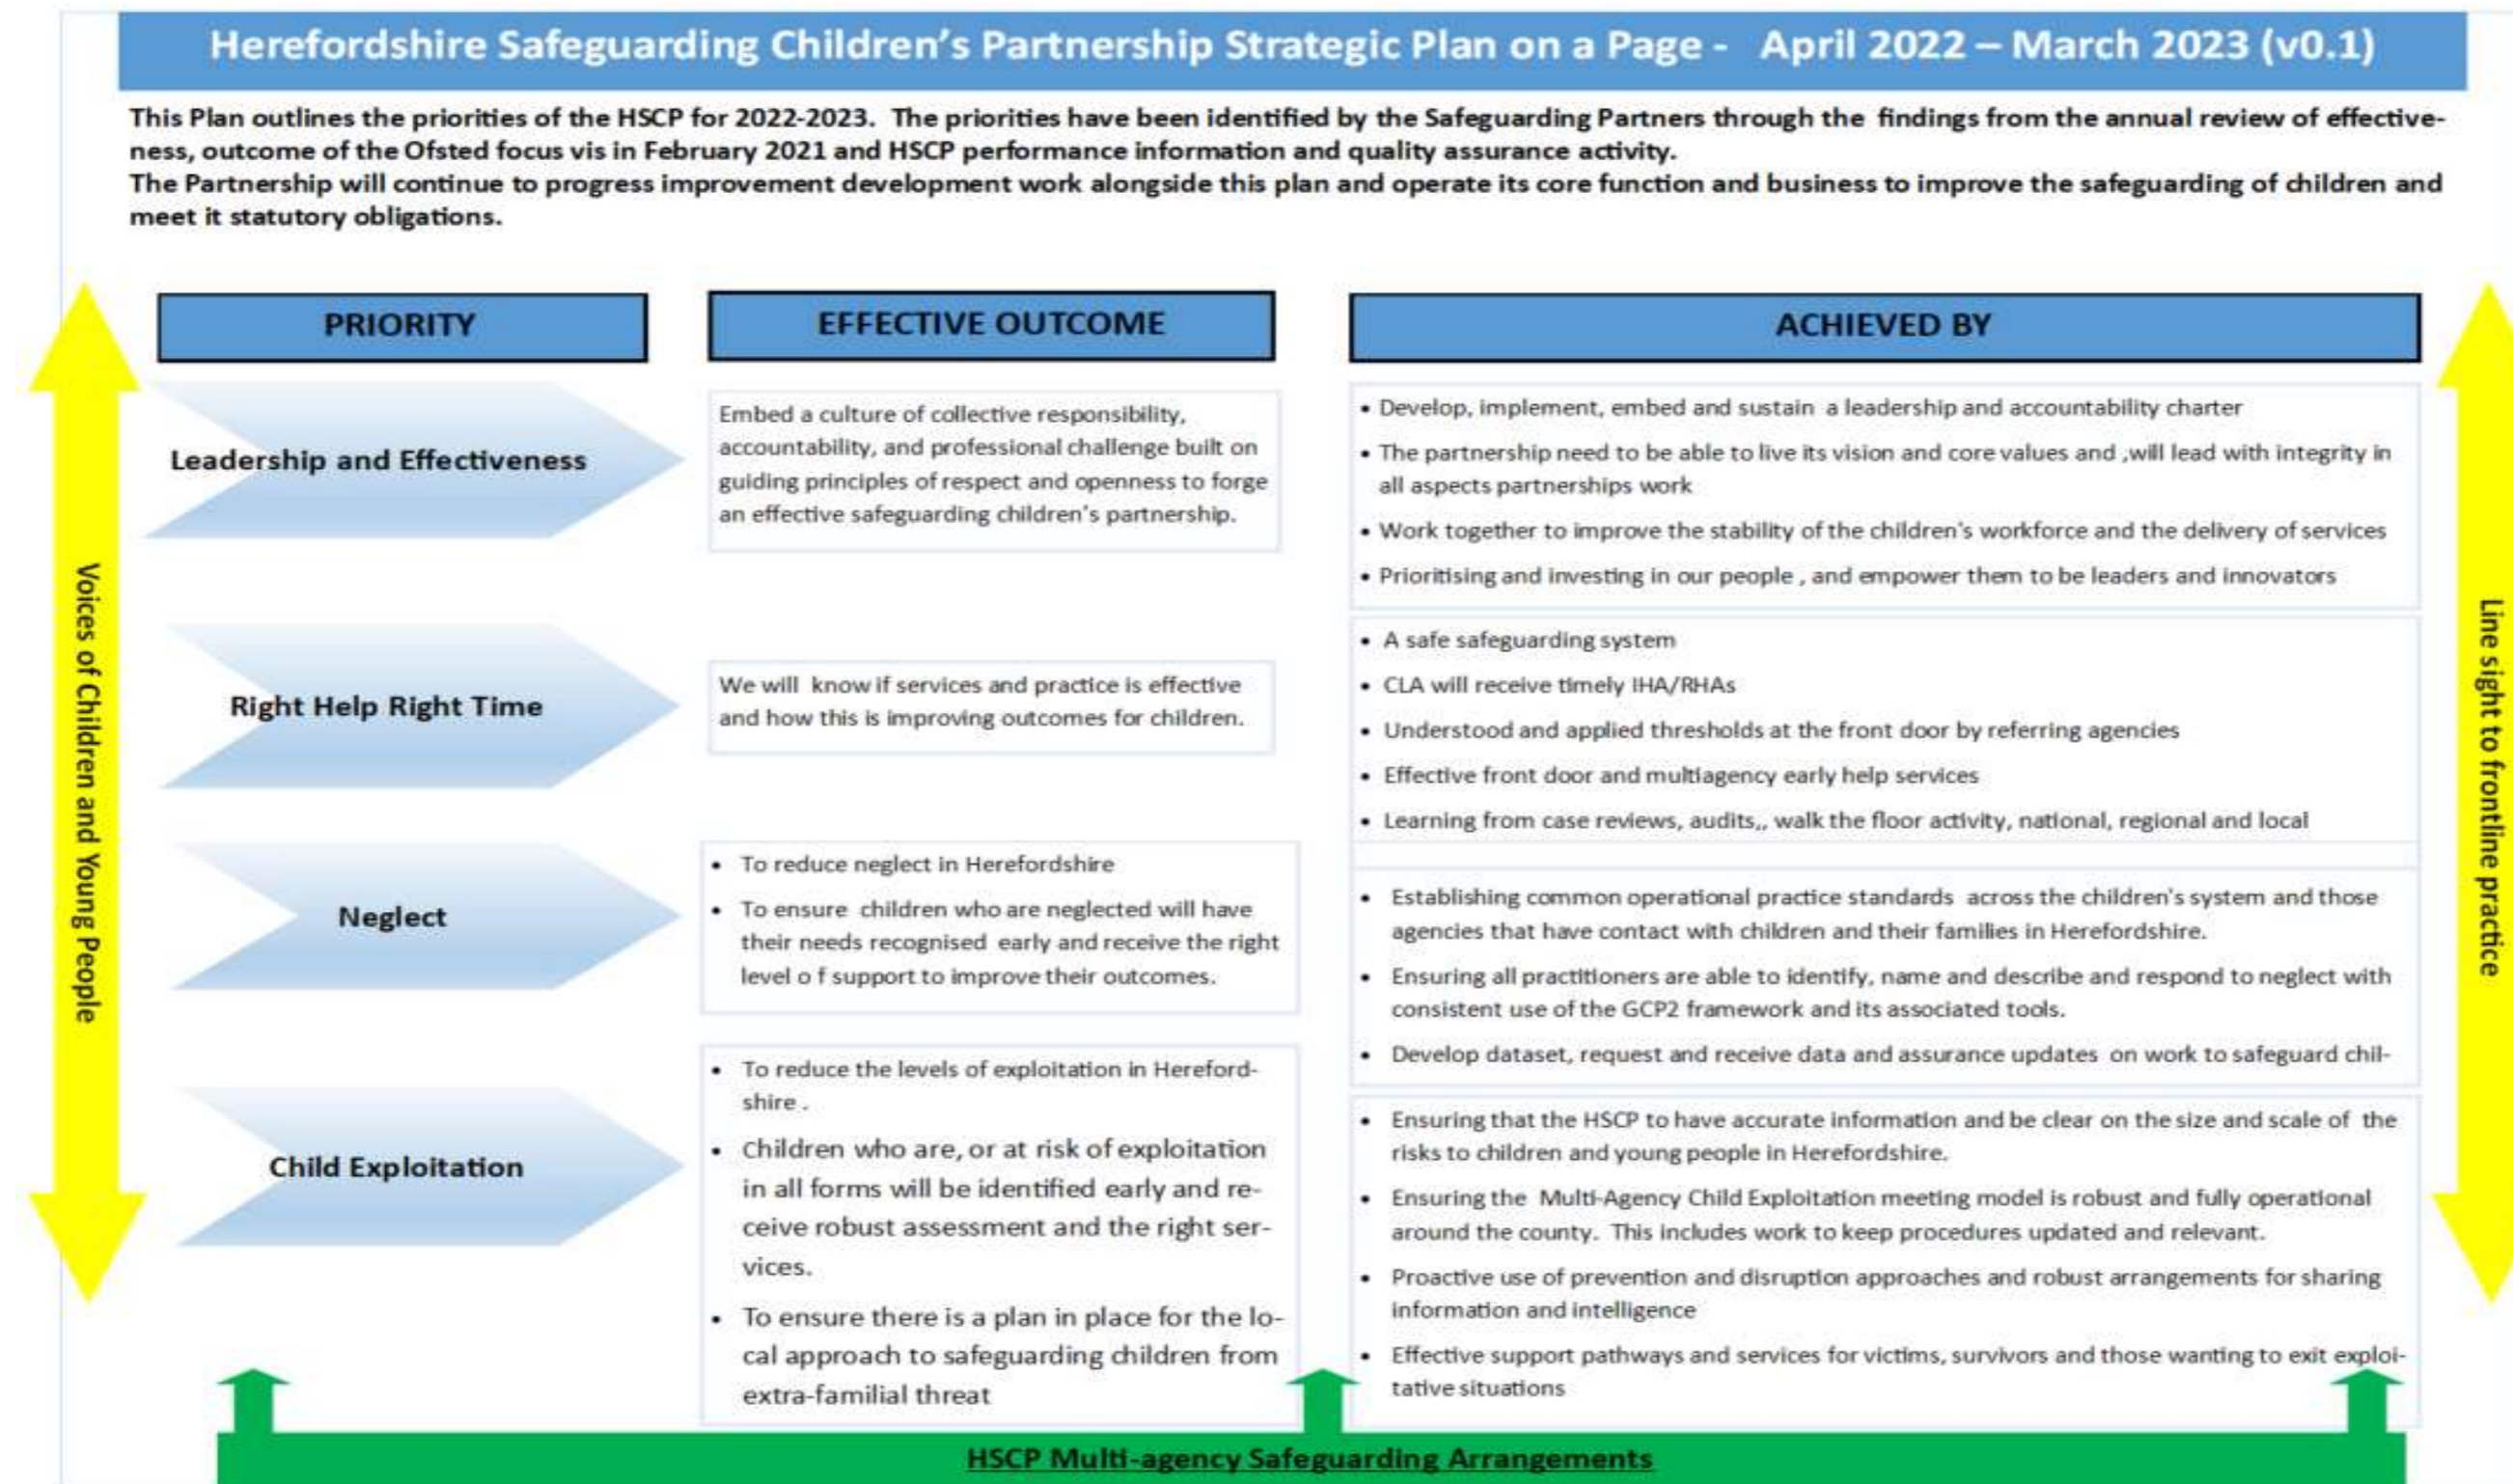 Herefordshire Safeguarding Children's Partnership Strategic Plan on a Page - April 2022 – March 2023 (v0.1)
This Plan outlines the priorities of the HSCP for 2022-2023. The priorities have been identified by the Safeguarding Partners through the findings from the annual review of effective-
ness, outcome of the Ofsted focus vis in February 2021 and HSCP performance information and quality assurance activity.
The Partnership will continue to progress improvement development work alongside this plan and operate its core function and business to improve the safeguarding of children and
meet it statutory obligations.
Voices of Children and Young People
PRIORITY
EFFECTIVE OUTCOME
ACHIEVED BY
Leadership and Effectiveness
Embed a culture of collective responsibility,
accountability, and professional challenge built on
guiding principles of respect and openness to forge
an effective safeguarding children's partnership.
• Develop, implement, embed and sustain a leadership and accountability charter
• The partnership need to be able to live its vision and core values and ,will lead with integrity in
all aspects partnerships work
• Work together to improve the stability of the children's workforce and the delivery of services
• Prioritising and investing in our people , and empower them to be leaders and innovators
Right Help Right Time
We will know if services and practice is effective
and how this is improving outcomes for children.
• A safe safeguarding system
• CLA will receive timely IHA/RHAs
• Understood and applied thresholds at the front door by referring agencies
• Effective front door and multiagency early help services
• Learning from case reviews, audits,, walk the floor activity, national, regional and local
Neglect
• To reduce neglect in Herefordshire
• To ensure children who are neglected will have
their needs recognised early and receive the right
level o f support to improve their outcomes.
• Establishing common operational practice standards across the children's system and those
agencies that have contact with children and their families in Herefordshire.
• Ensuring all practitioners are able to identify, name and describe and respond to neglect with
consistent use of the GCP2 framework and its associated tools.
• Develop dataset, request and receive data and assurance updates on work to safeguard chil-
Child Exploitation
• To reduce the levels of exploitation in Hereford-
shire .
• Children who are, or at risk of exploitation
in all forms will be identified early and re-
ceive robust assessment and the right ser-
vices.
• To ensure there is a plan in place for the lo-
cal approach to safeguarding children from
extra-familial threat
• Ensuring that the HSCP to have accurate information and be clear on the size and scale of the
risks to children and young people in Herefordshire.
• Ensuring the Multi-Agency Child Exploitation meeting model is robust and fully operational
around the county. This includes work to keep procedures updated and relevant.
• Proactive use of prevention and disruption approaches and robust arrangements for sharing
information and intelligence
• Effective support pathways and services for victims, survivors and those wanting to exit exploi-
tative situations
Line sight to frontline practice
HSCP Multi-agency Safeguarding Arrangements